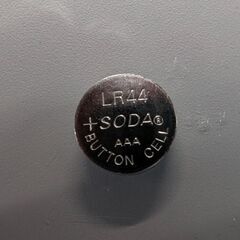 LR44
+SODA®
AAA
BUTTON CELL